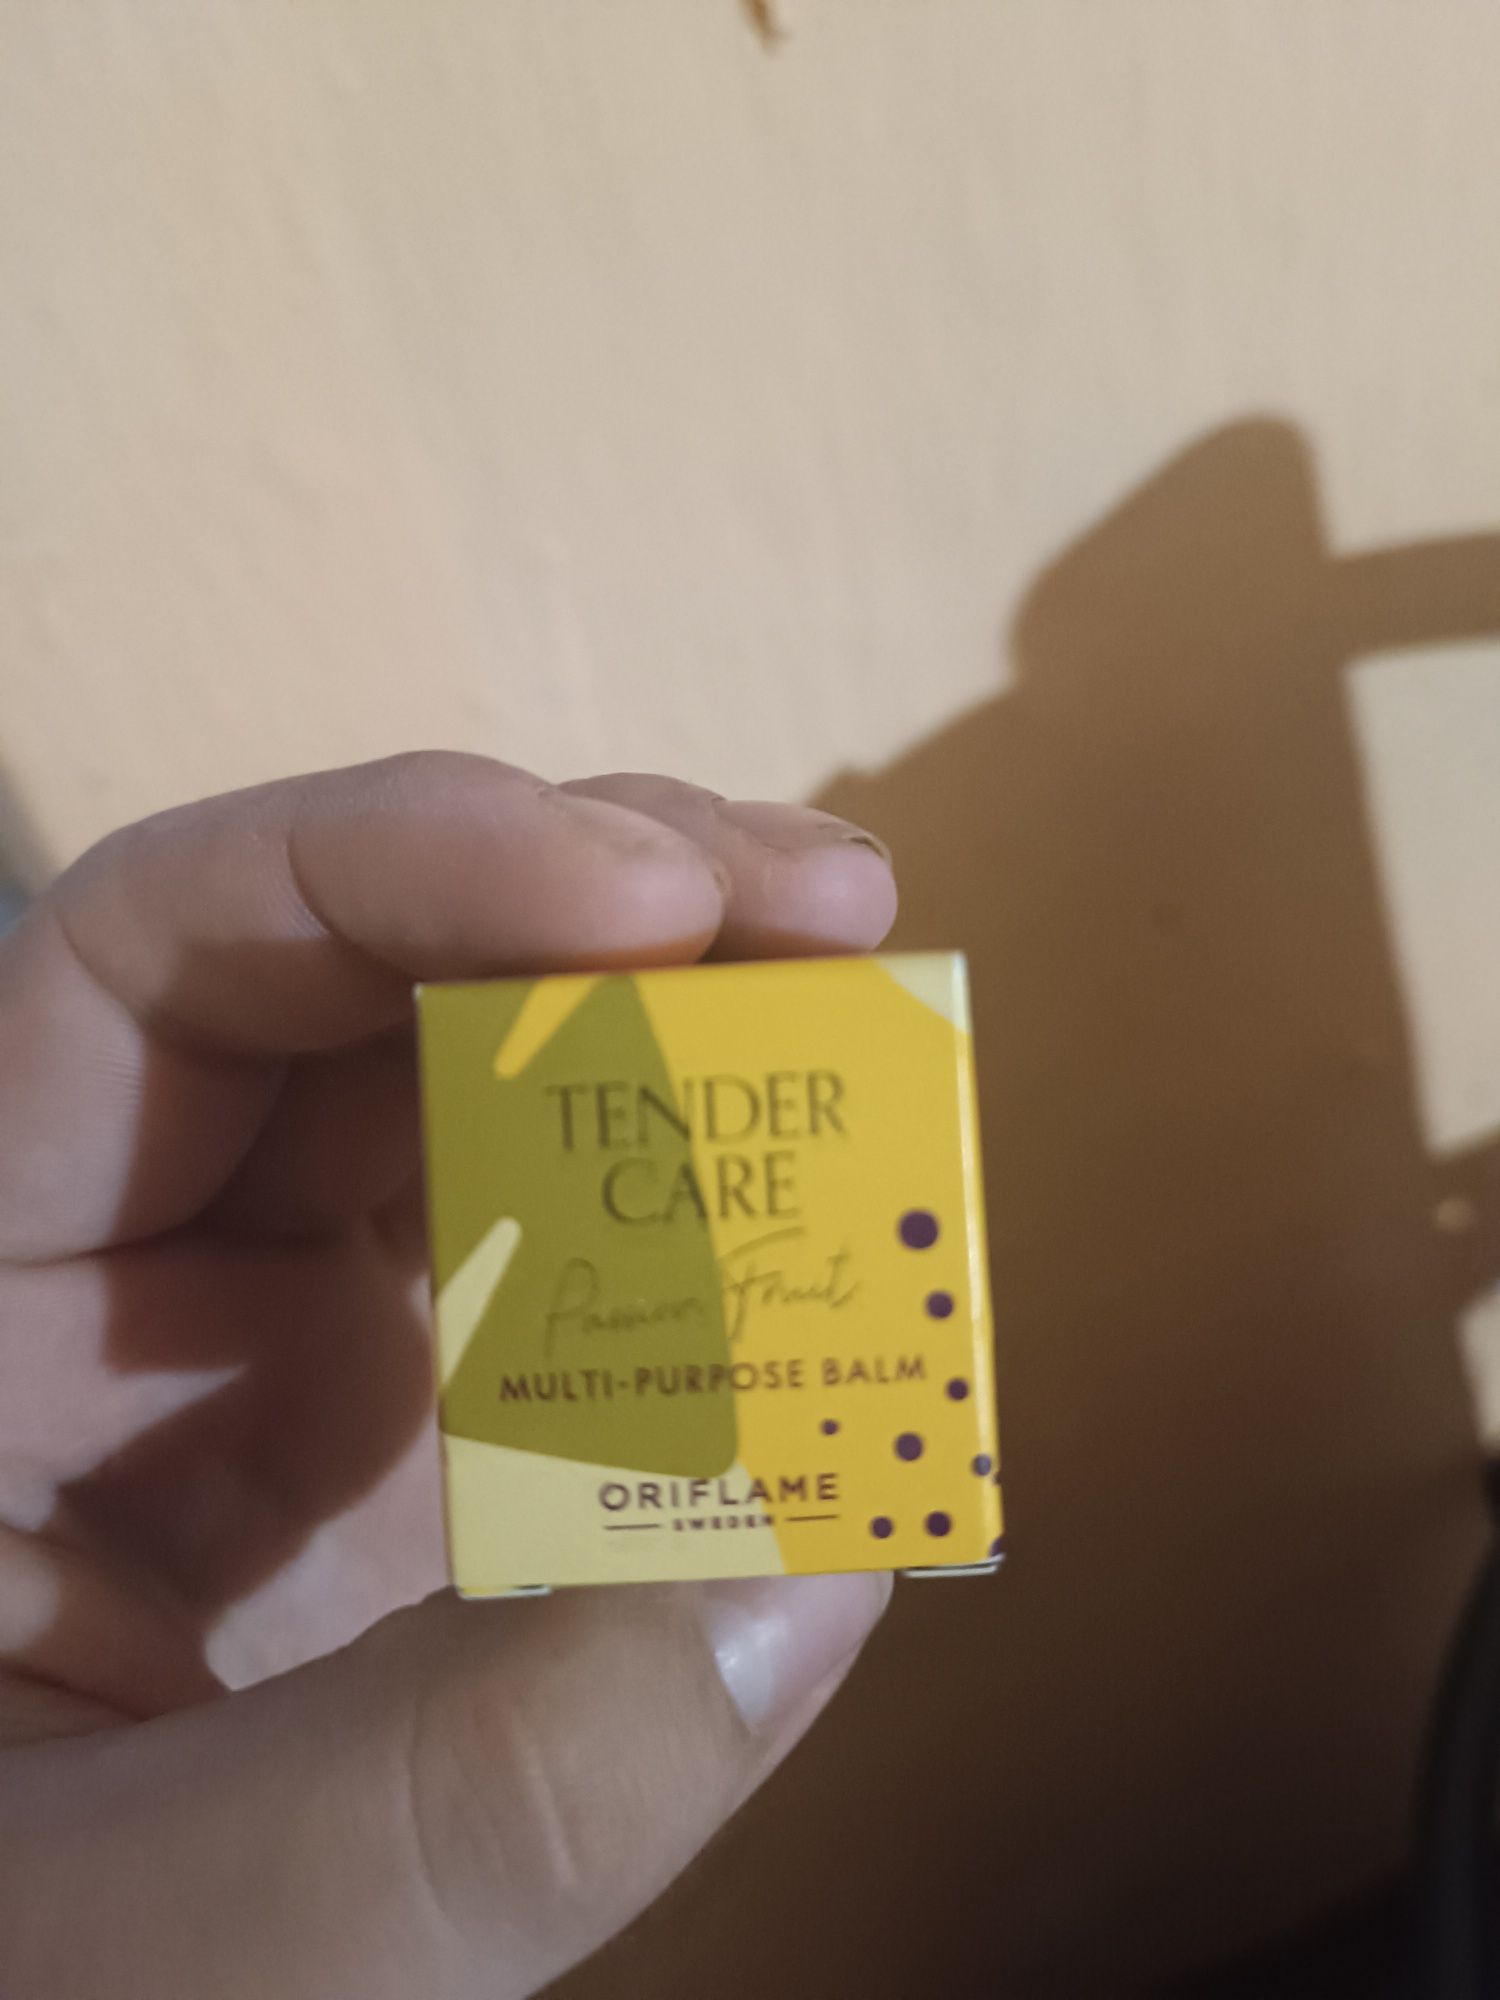 TENDER
CARE
Passion Fruit
MULTI-PURPOSE BALM
ORIFLAME
SWEDEN